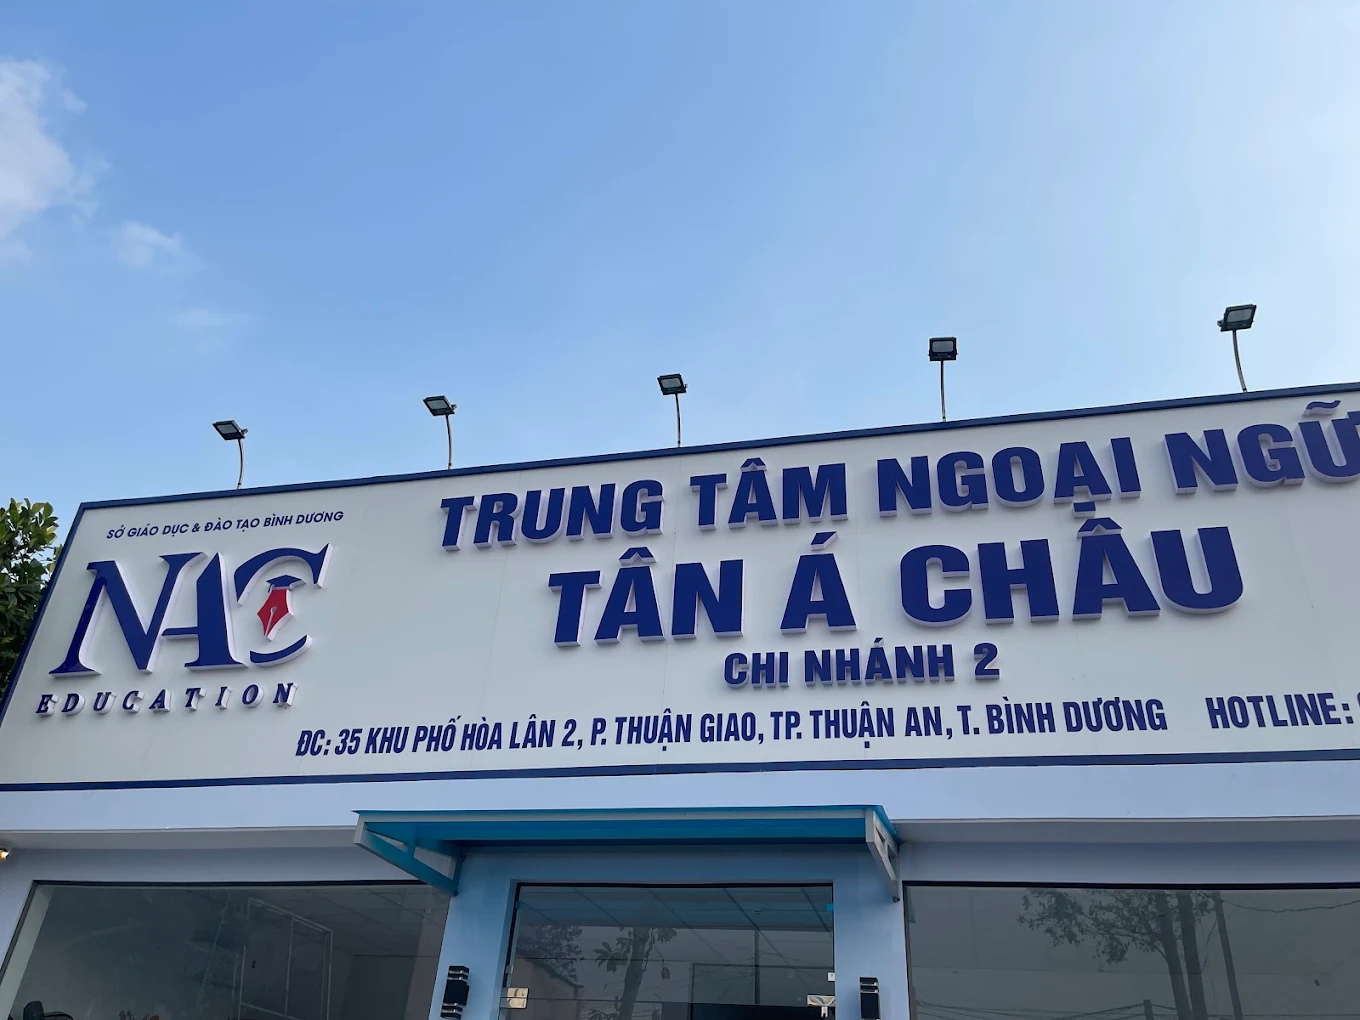 SỞ GIÁO DỤC & ĐÀO TẠO BÌNH DƯƠNG
NAC
EDUCATION
TRUNG TÂM NGOẠI NGỮ
TÂN Á CHÂU
CHI NHÁNH 2
ĐC: 35 KHU PHỐ HÒA LÂN 2, P. THUẬN GIAO, TP. THUẬN AN, T. BÌNH DƯƠNG HOTLINE: